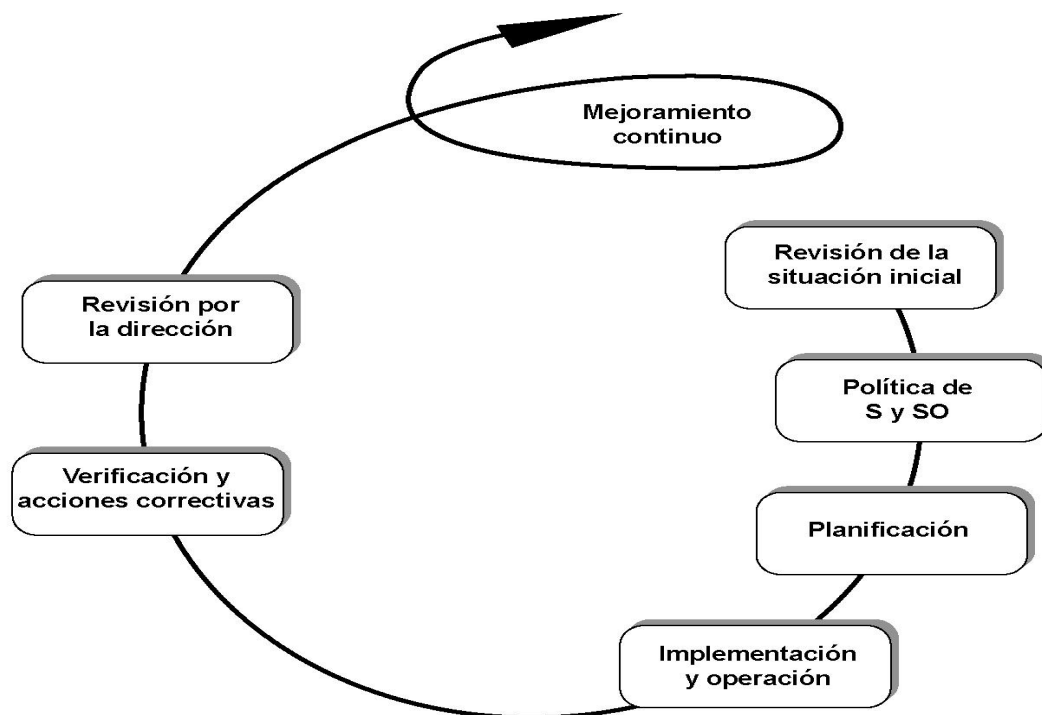 Mejoramiento
continuo
Revisión de la
situación inicial
Política de
S y SO
Planificación
Implementación
y operación
Verificación y
acciones correctivas
Revisión por
la dirección